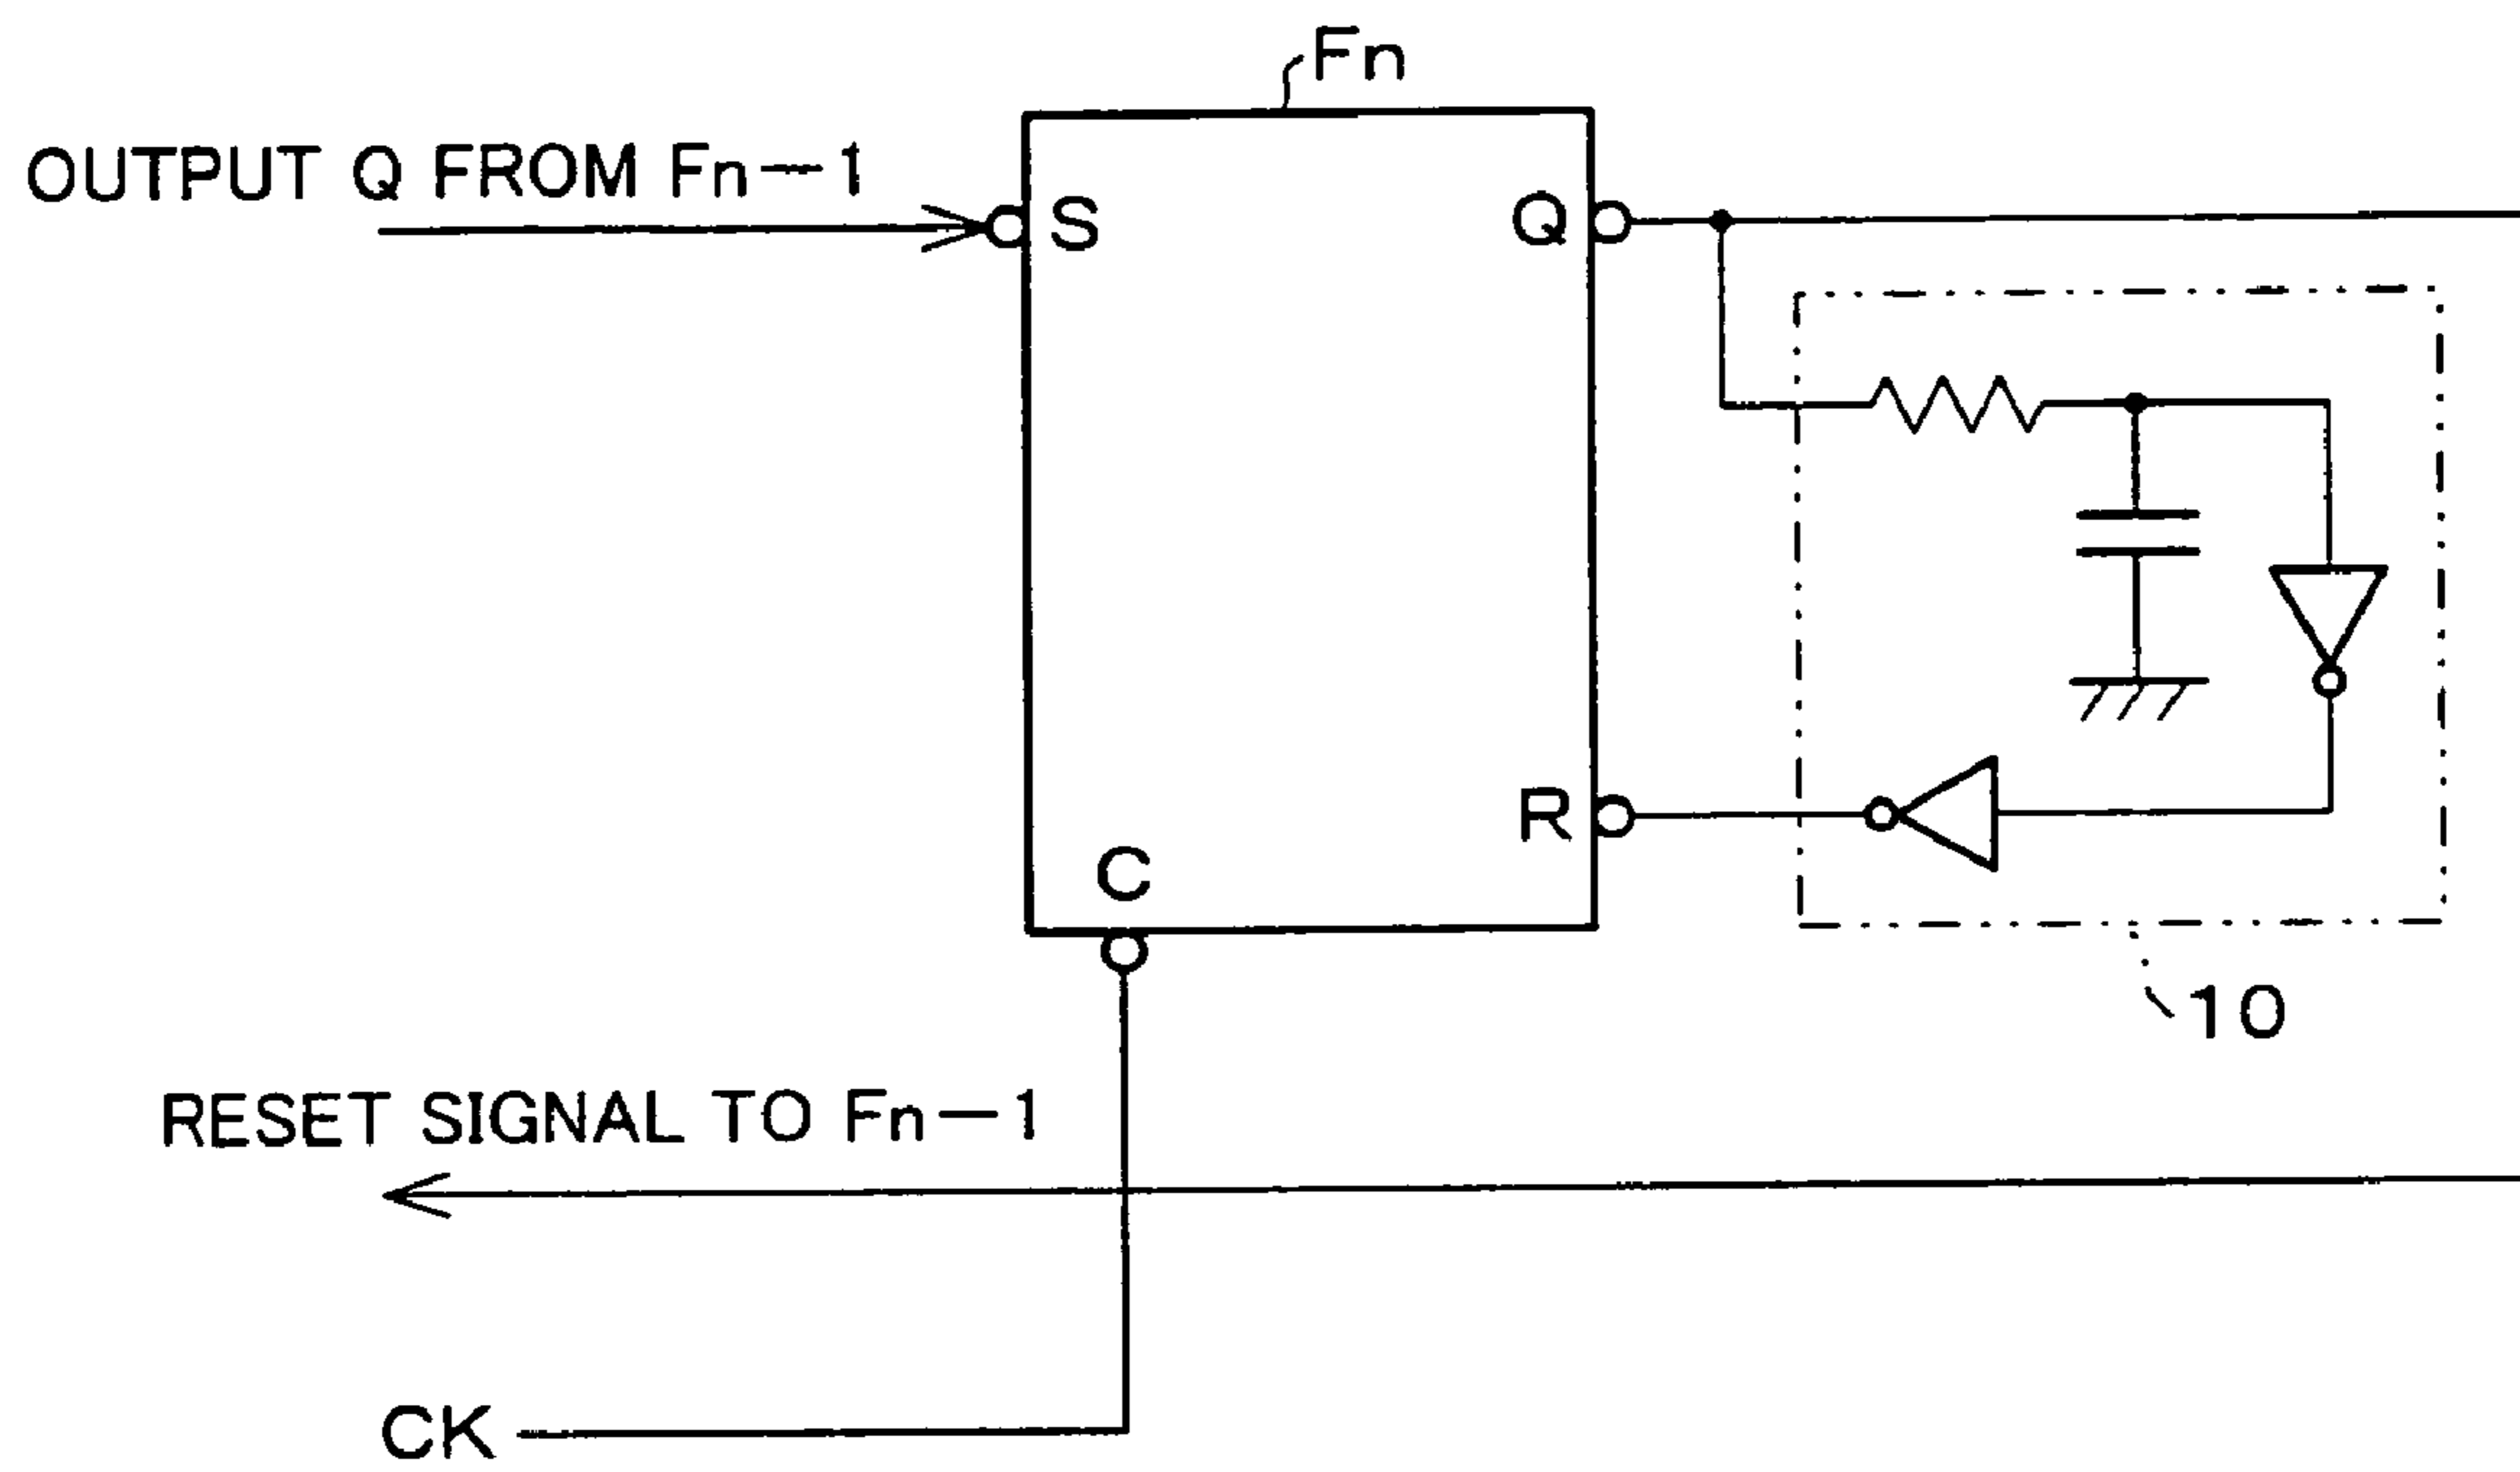 Fn
OUTPUT Q FROM Fn-1
S
Q
R
C
10
RESET SIGNAL TO Fn-1
CK